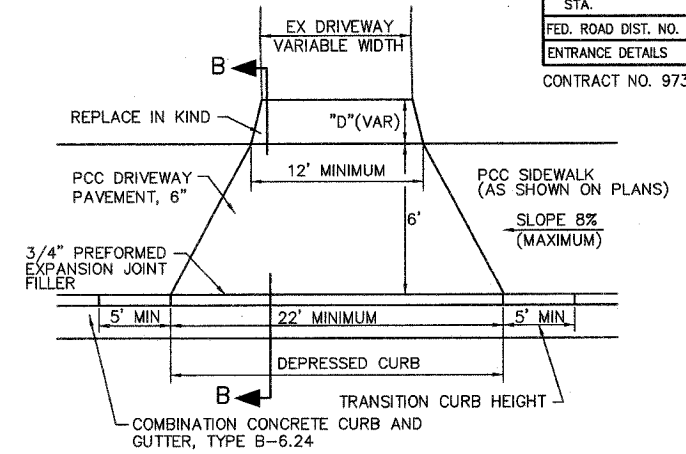 STA.
FED. ROAD DIST. NO.
ENTRANCE DETAILS
CONTRACT NO. 973
EX DRIVEWAY
VARIABLE WIDTH
B
REPLACE IN KIND
"D"(VAR)
12' MINIMUM
PCC DRIVEWAY
PAVEMENT, 6"
PCC SIDEWALK
(AS SHOWN ON PLANS)
6'
SLOPE 8%
(MAXIMUM)
3/4" PREFORMED
EXPANSION JOINT
FILLER
5' MIN
22' MINIMUM
5' MIN
DEPRESSED CURB
B
TRANSITION CURB HEIGHT
COMBINATION CONCRETE CURB AND
GUTTER, TYPE B-6.24